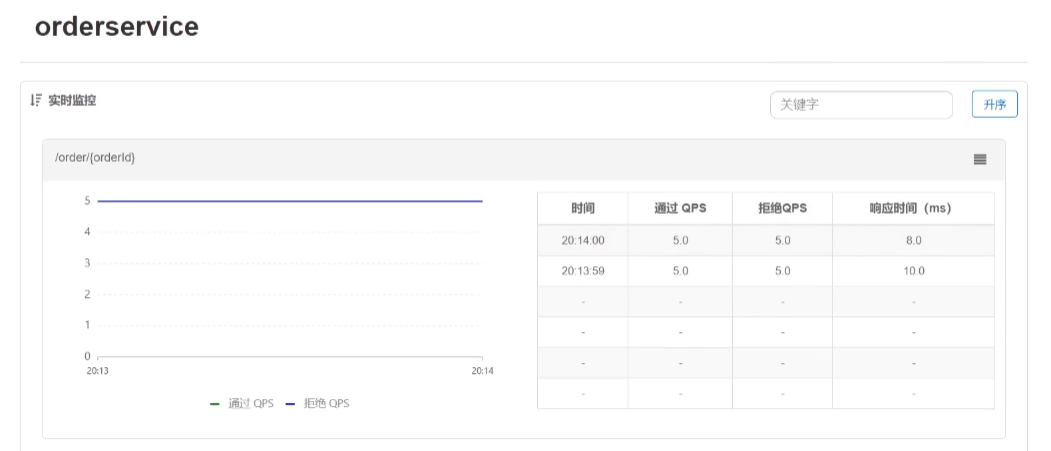 orderservice
实时监控
关键字
升序
/order/{orderId}
5
4
3
2
1
0
20:13 20:14
通过 QPS 拒绝 QPS
时间 通过 QPS 拒绝QPS 响应时间（ms）
20:14:00 5.0 5.0 8.0
20:13:59 5.0 5.0 10.0
- - - -
- - - -
- - - -
- - - -